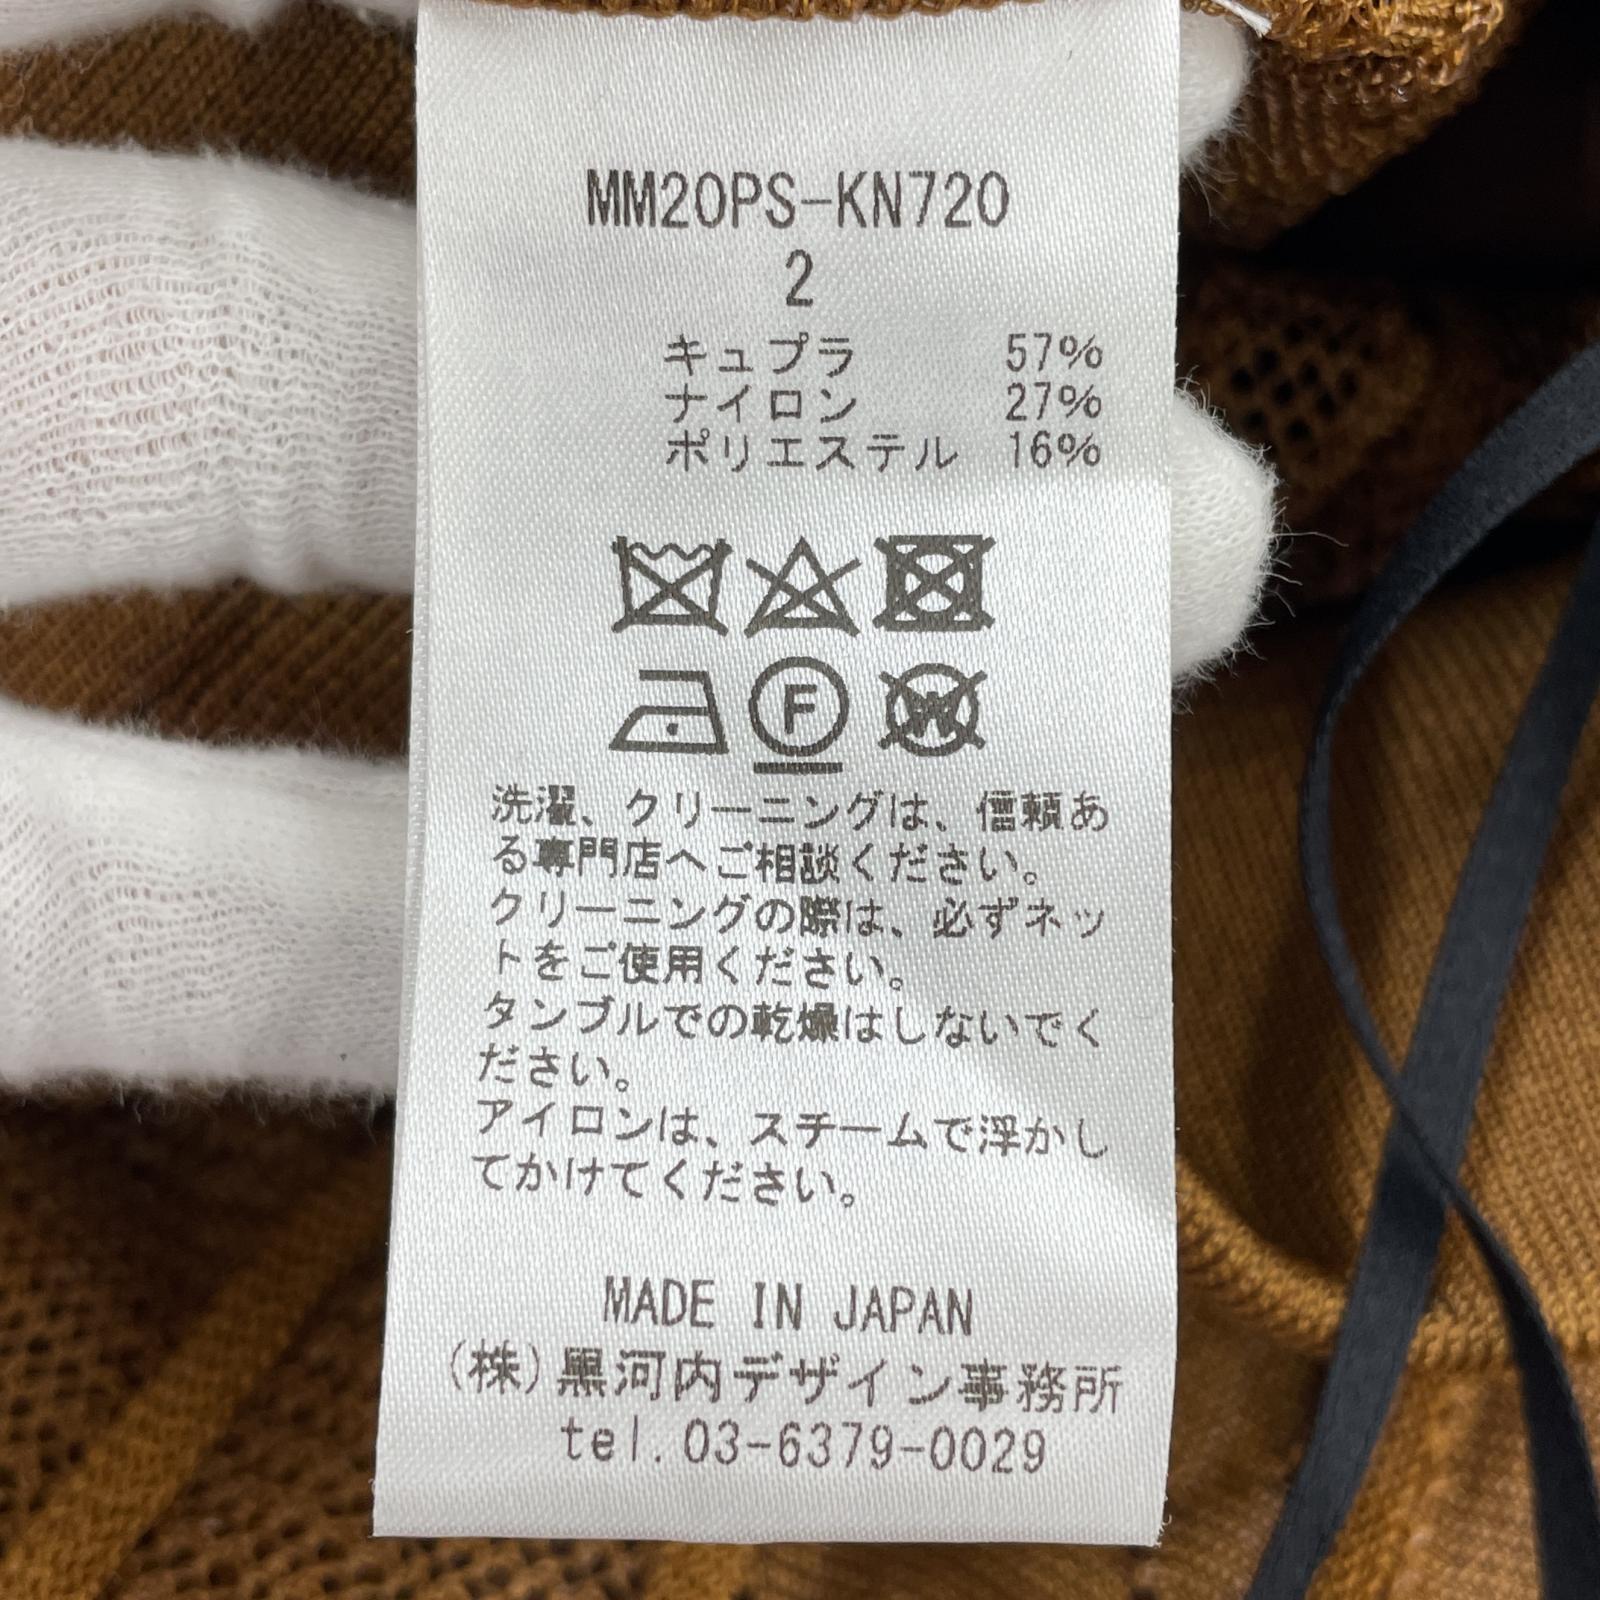 MM20PS-KN720
2
キュプラ 57%
ナイロン 27%
ポリエステル 16%
F
W
洗濯、クリーニングは、信頼あ
る専門店へご相談ください。
クリーニングの際は、必ずネッ
トをご使用ください。
タンブルでの乾燥はしないでく
ださい。
アイロンは、スチームで浮かし
てかけてください。
MADE IN JAPAN
(株)黒河内デザイン事務所
tel.03-6379-0029